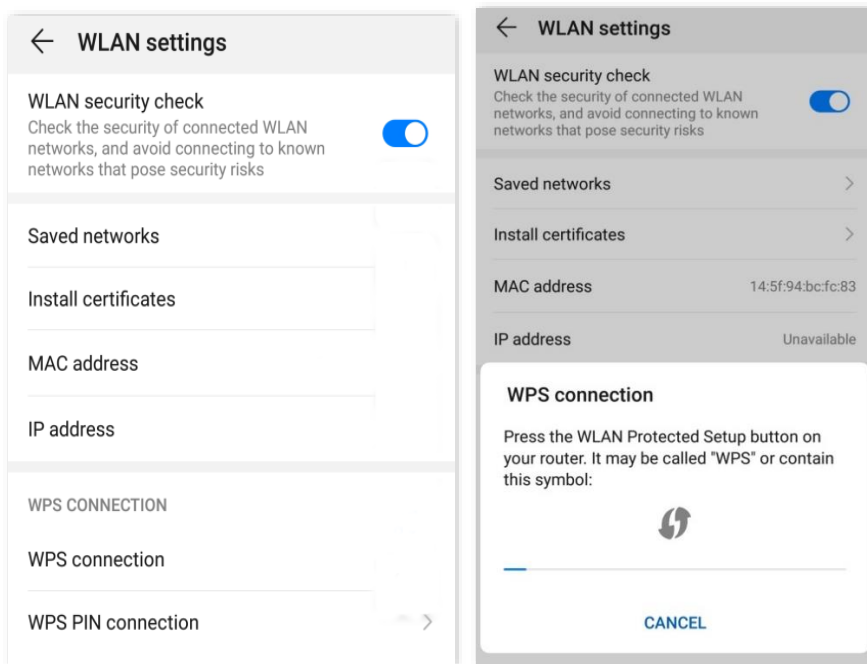 WLAN settings
WLAN security check
Check the security of connected WLAN
networks, and avoid connecting to known
networks that pose security risks
Saved networks
Install certificates
MAC address
IP address
WPS CONNECTION
WPS connection
WPS PIN connection
WLAN settings
WLAN security check
Check the security of connected WLAN
networks, and avoid connecting to known
networks that pose security risks
Saved networks
Install certificates
MAC address 14:5f:94:bc:fc:83
IP address Unavailable
WPS connection
Press the WLAN Protected Setup button on
your router. It may be called "WPS" or contain
this symbol:
CANCEL